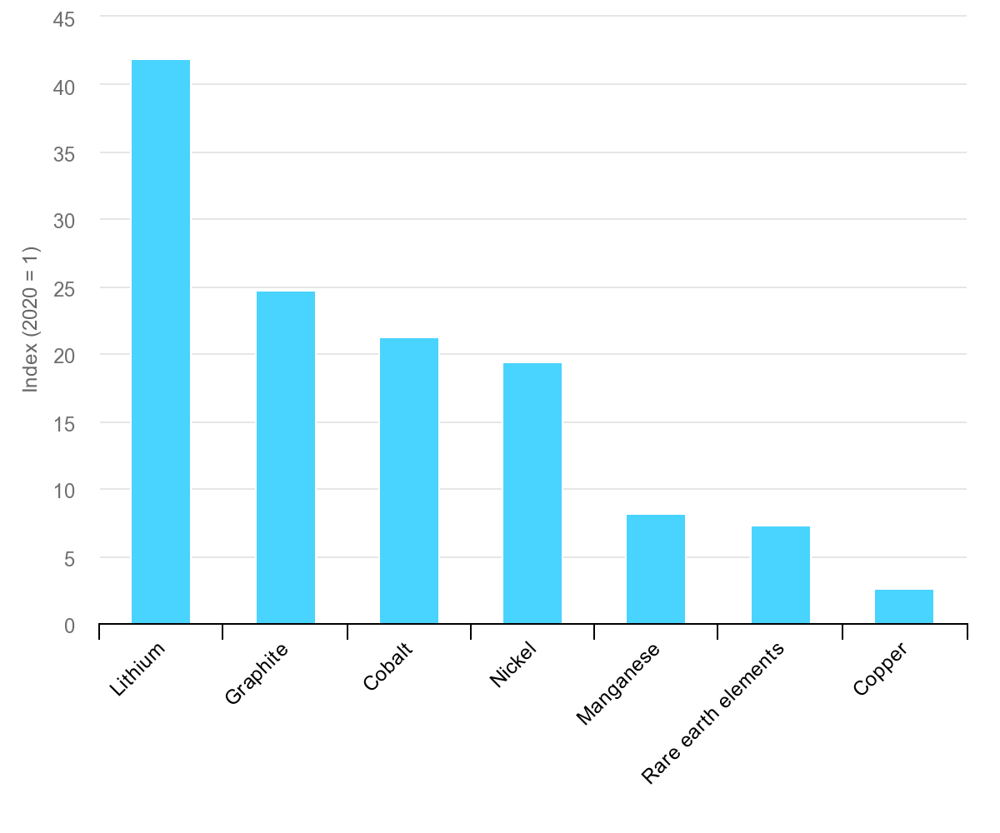 45
40
35
30
25
20
15
10
5
0
Index (2020 = 1)
Lithium
Graphite
Cobalt
Nickel
Manganese
Rare earth elements
Copper